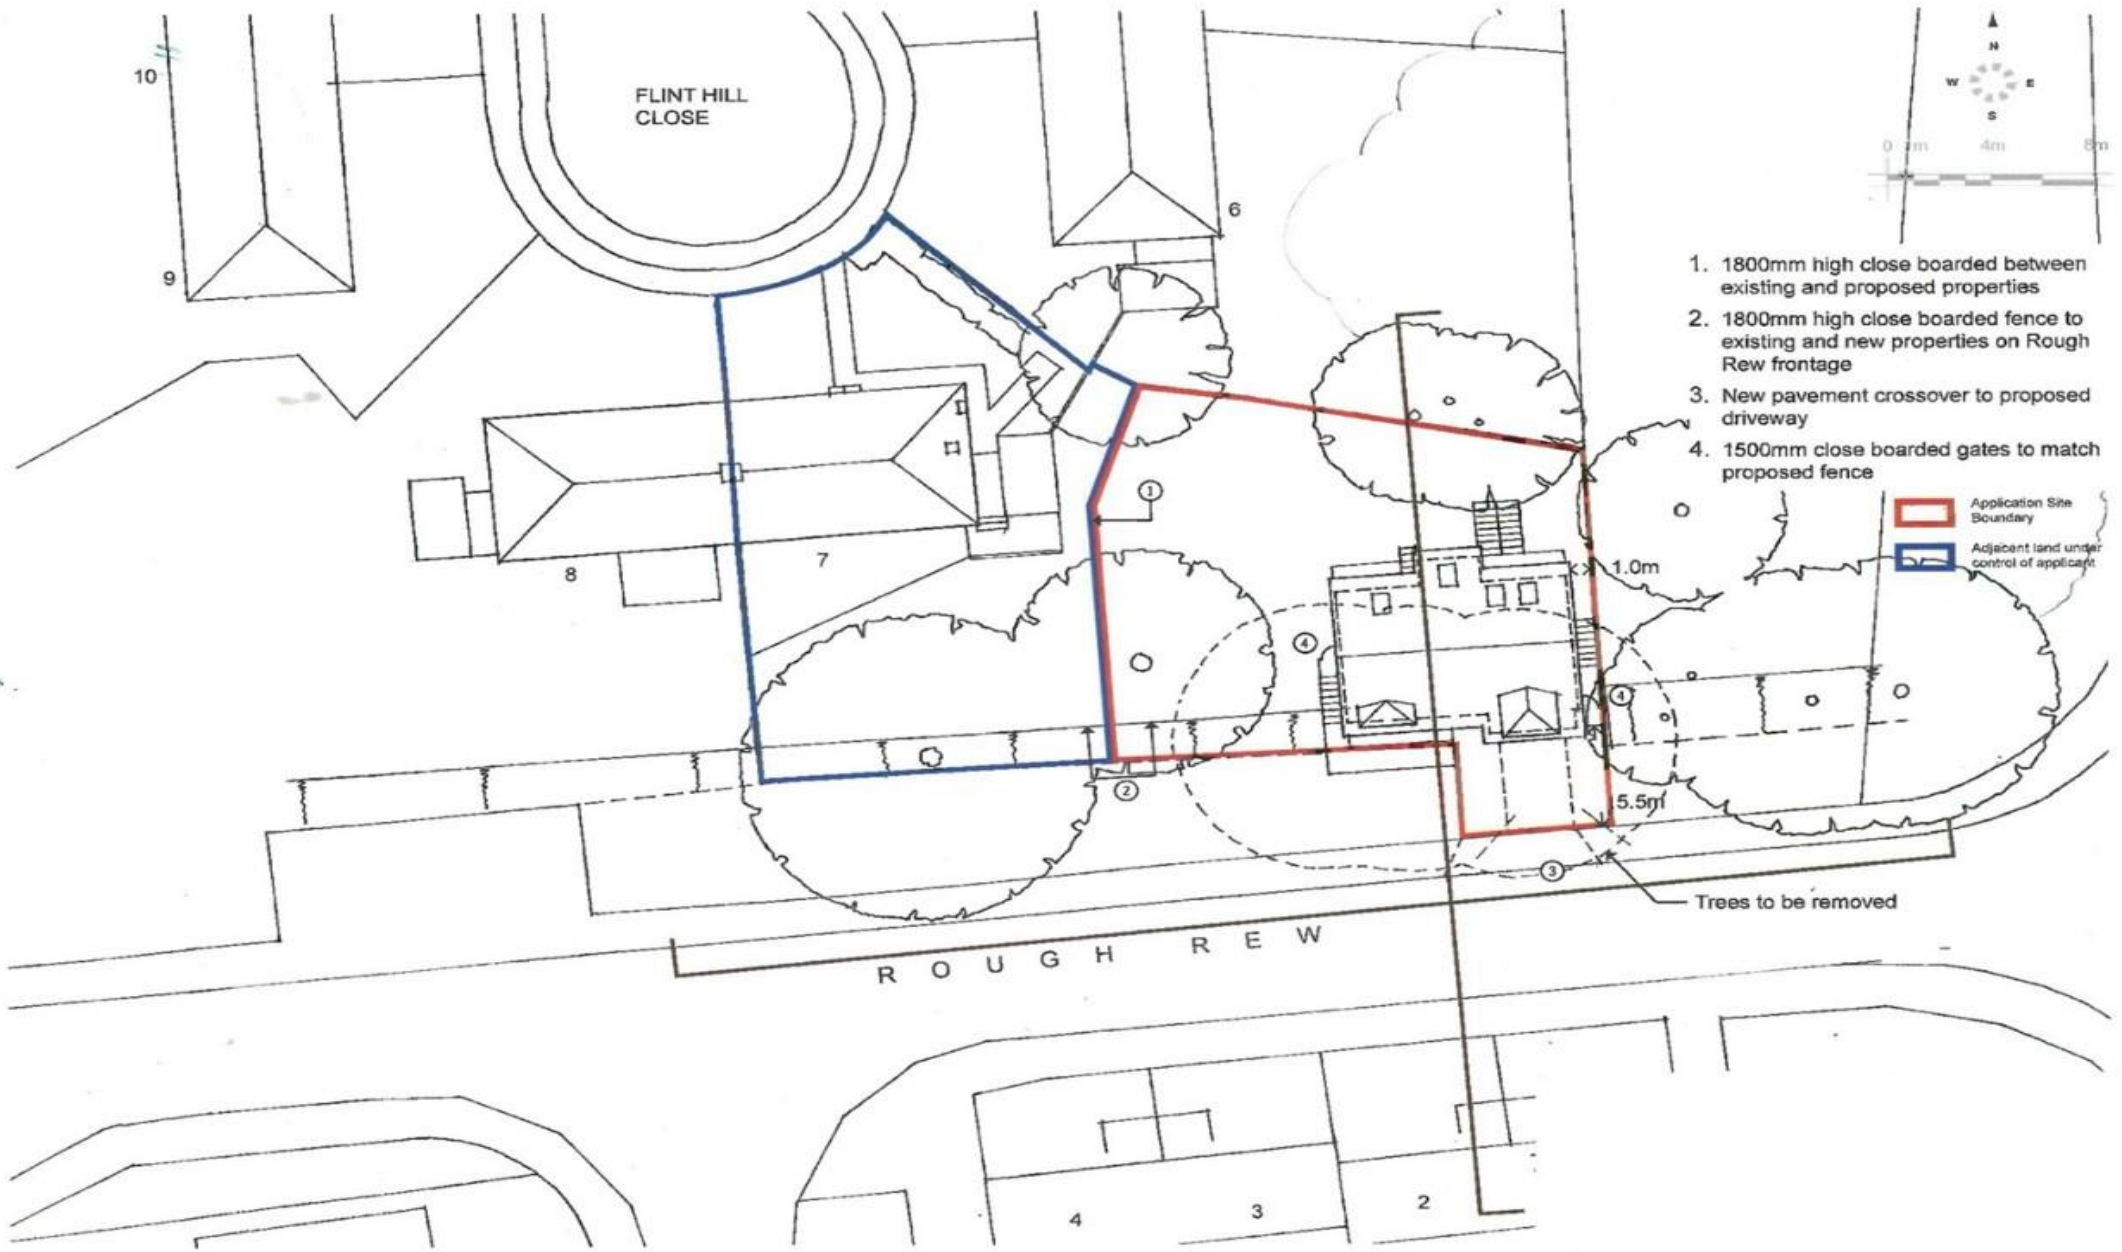 10
FLINT HILL
CLOSE
N
W E
S
4m 8m
6
9
1. 1800mm high close boarded between
existing and proposed properties
2. 1800mm high close boarded fence to
existing and new properties on Rough
Rew frontage
3. New pavement crossover to proposed
driveway
4. 1500mm close boarded gates to match
proposed fence
Application Site
Boundary
Adjacent land under
control of applicant
1
1.0m
7
8
4
4
2
5.5m
3
Trees to be removed
ROUGH REW
4
3
2